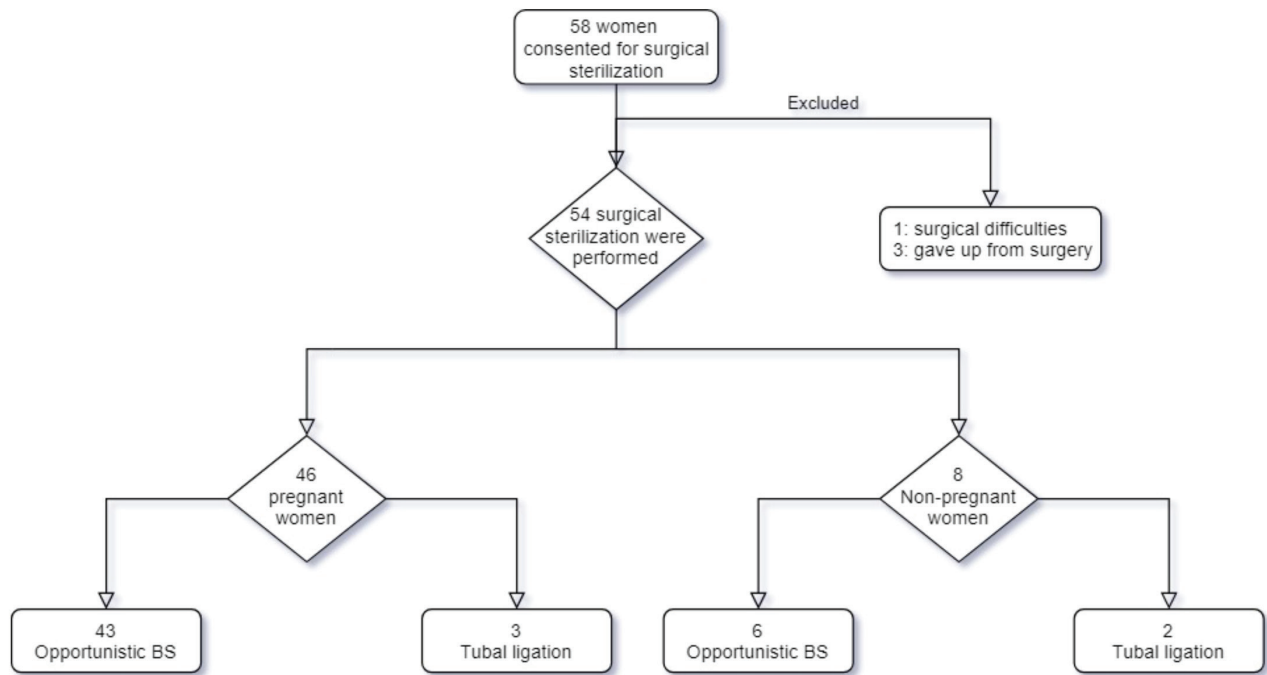 58 women
consented for surgical
sterilization
Excluded
54 surgical
sterilization were
performed
1: surgical difficulties
3: gave up from surgery
46
pregnant
women
8
Non-pregnant
women
43
Opportunistic BS
3
Tubal ligation
6
Opportunistic BS
2
Tubal ligation